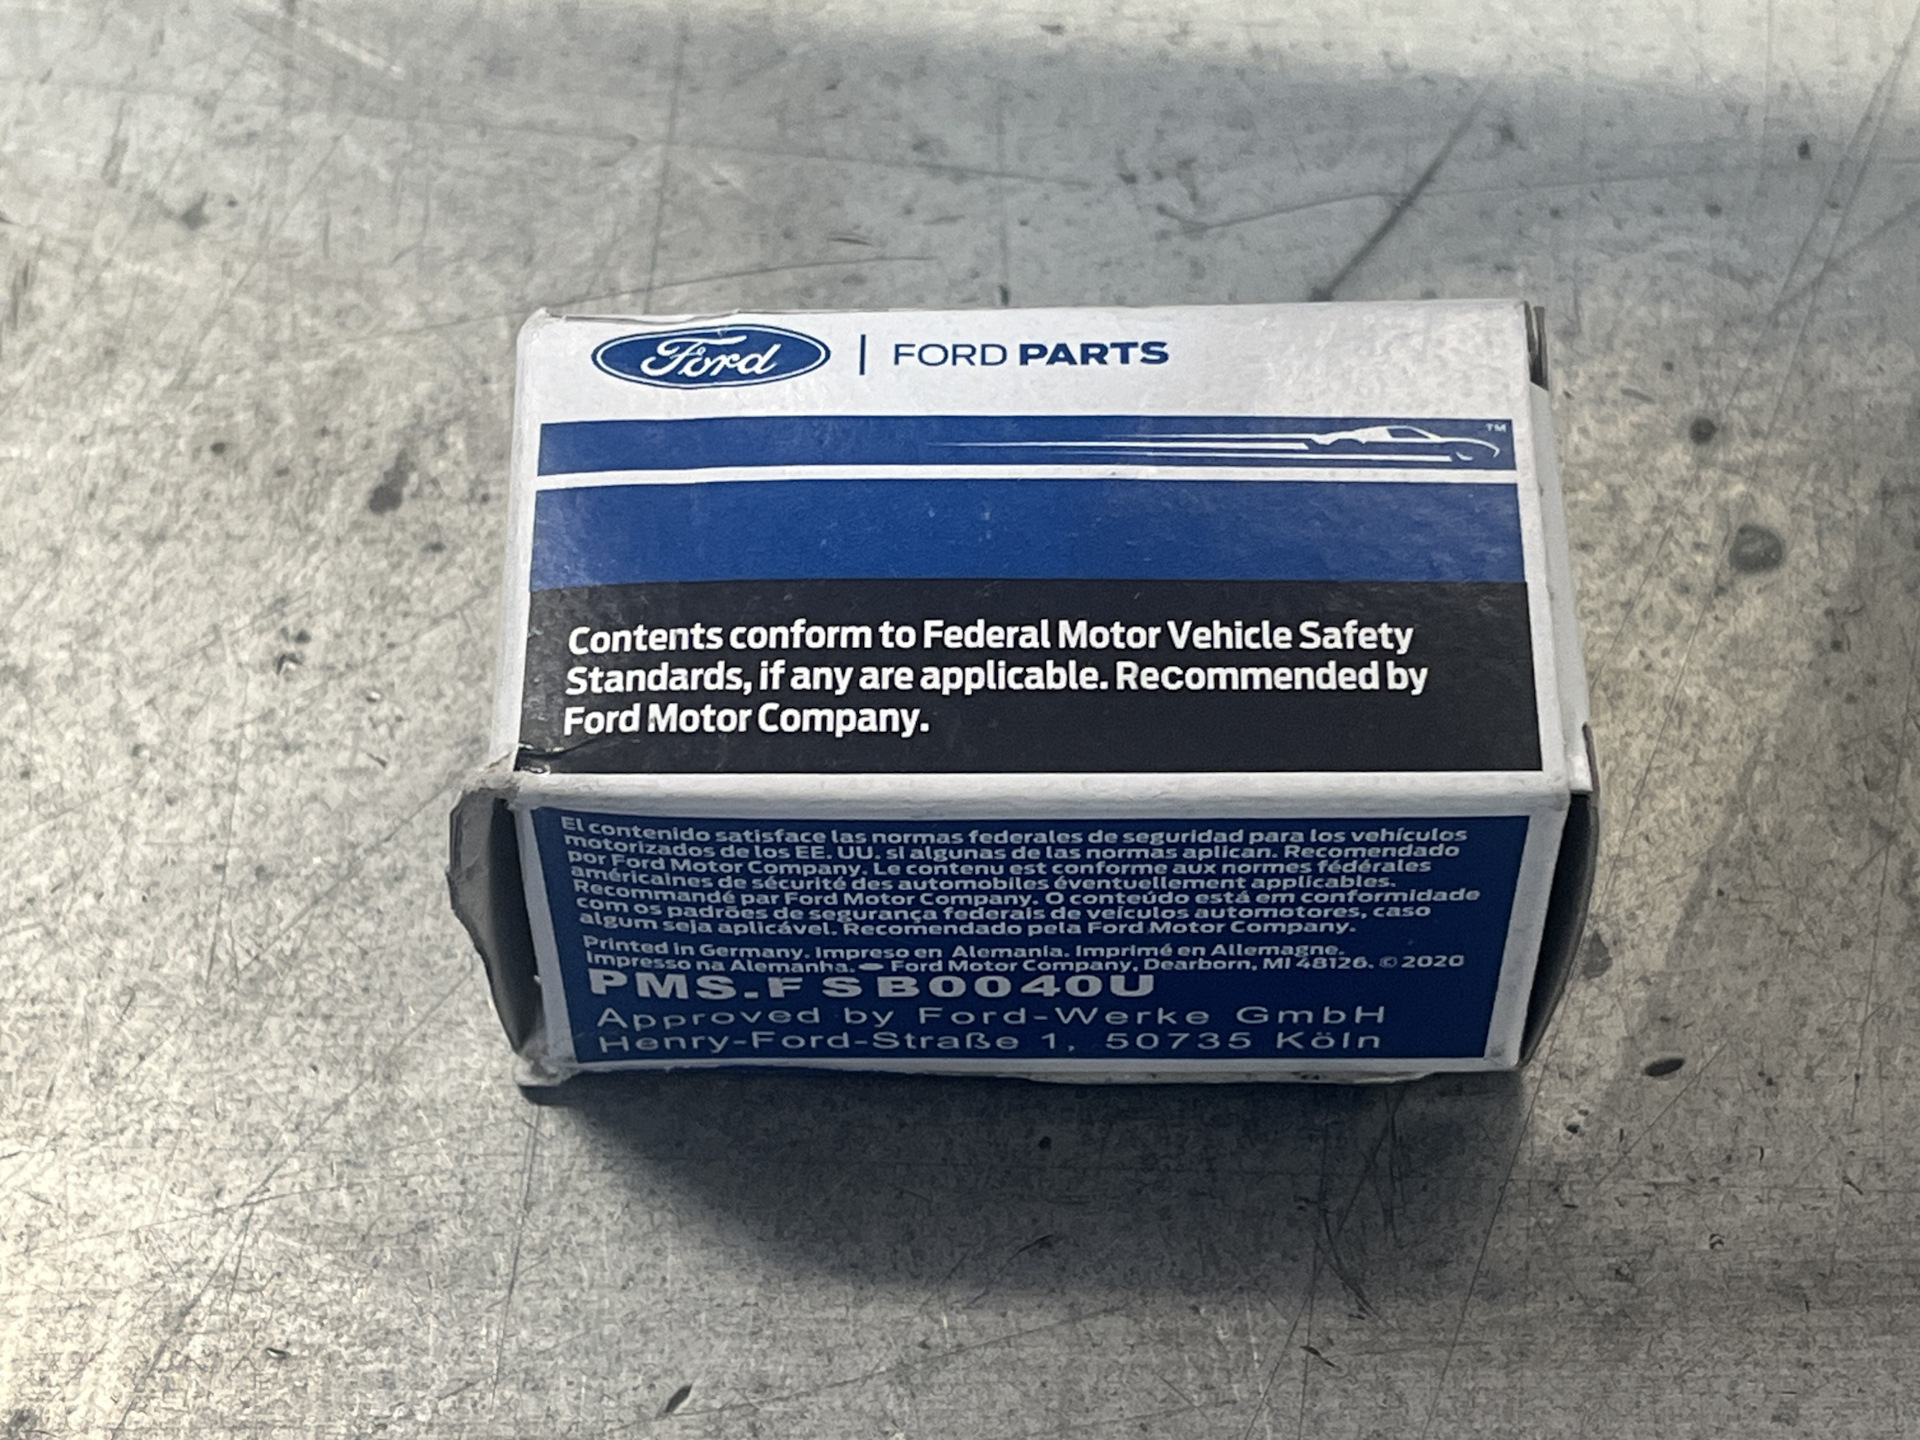 Ford | FORD PARTS
TM
Contents conform to Federal Motor Vehicle Safety
Standards, if any are applicable. Recommended by
Ford Motor Company.
El contenido satisface las normas federales de seguridad para los vehículos
motorizados de los EE. UU. si algunas de las normas aplican. Recomendado
por Ford Motor Company. Le contenu est conforme aux normes fédérales
américaines de sécurité des automobiles éventuellement applicables.
Recommandé par Ford Motor Company. O conteúdo está em conformidade
com os padrões de segurança federais de veículos automotores, caso
algum seja aplicável. Recomendado pela Ford Motor Company.
Printed in Germany. Impreso en Alemania. Imprimé en Allemagne.
Impresso na Alemanha. Ford Motor Company, Dearborn, MI 48126. © 2020
PMS.F SB0040U
Approved by Ford-Werke GmbH
Henry-Ford-Straße 1, 50735 Köln